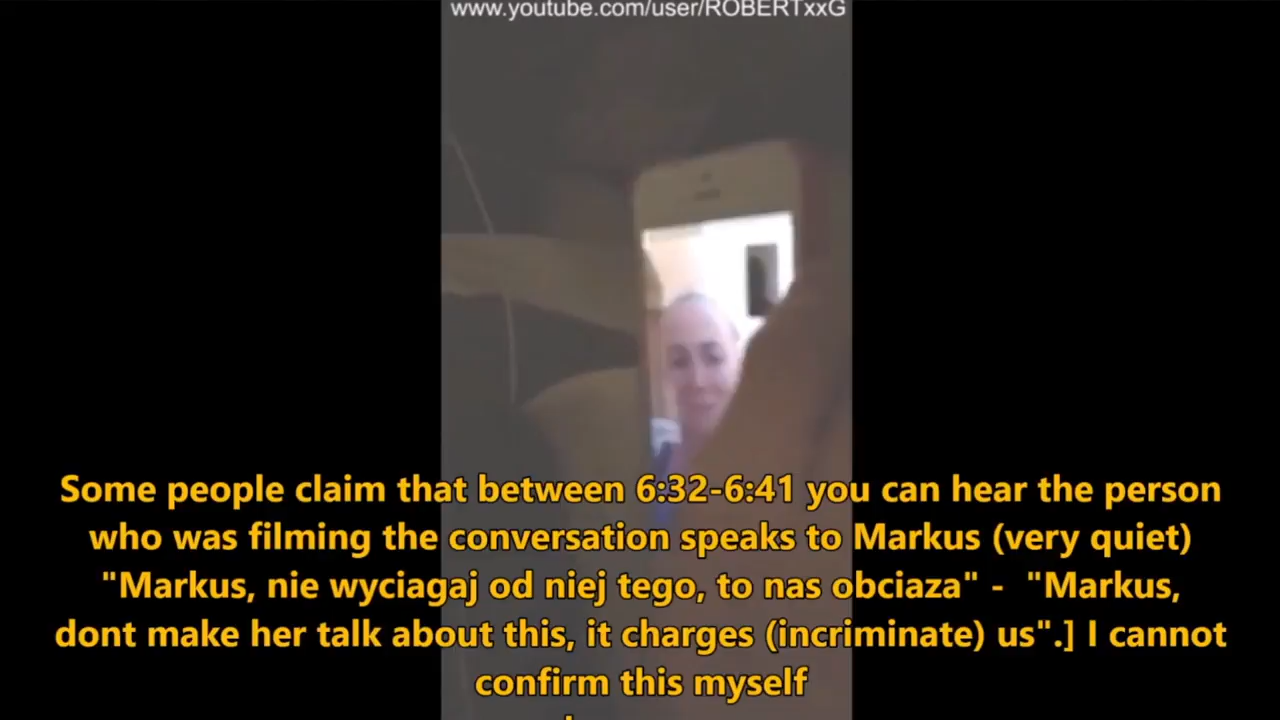 www.youtube.com/user/ROBERTxxG
Some people claim that between 6:32-6:41 you can hear the person
who was filming the conversation speaks to Markus (very quiet)
"Markus, nie wyciagaj od niej tego, to nas obciaza" -  "Markus,
dont make her talk about this, it charges (incriminate) us".] I cannot
confirm this myself